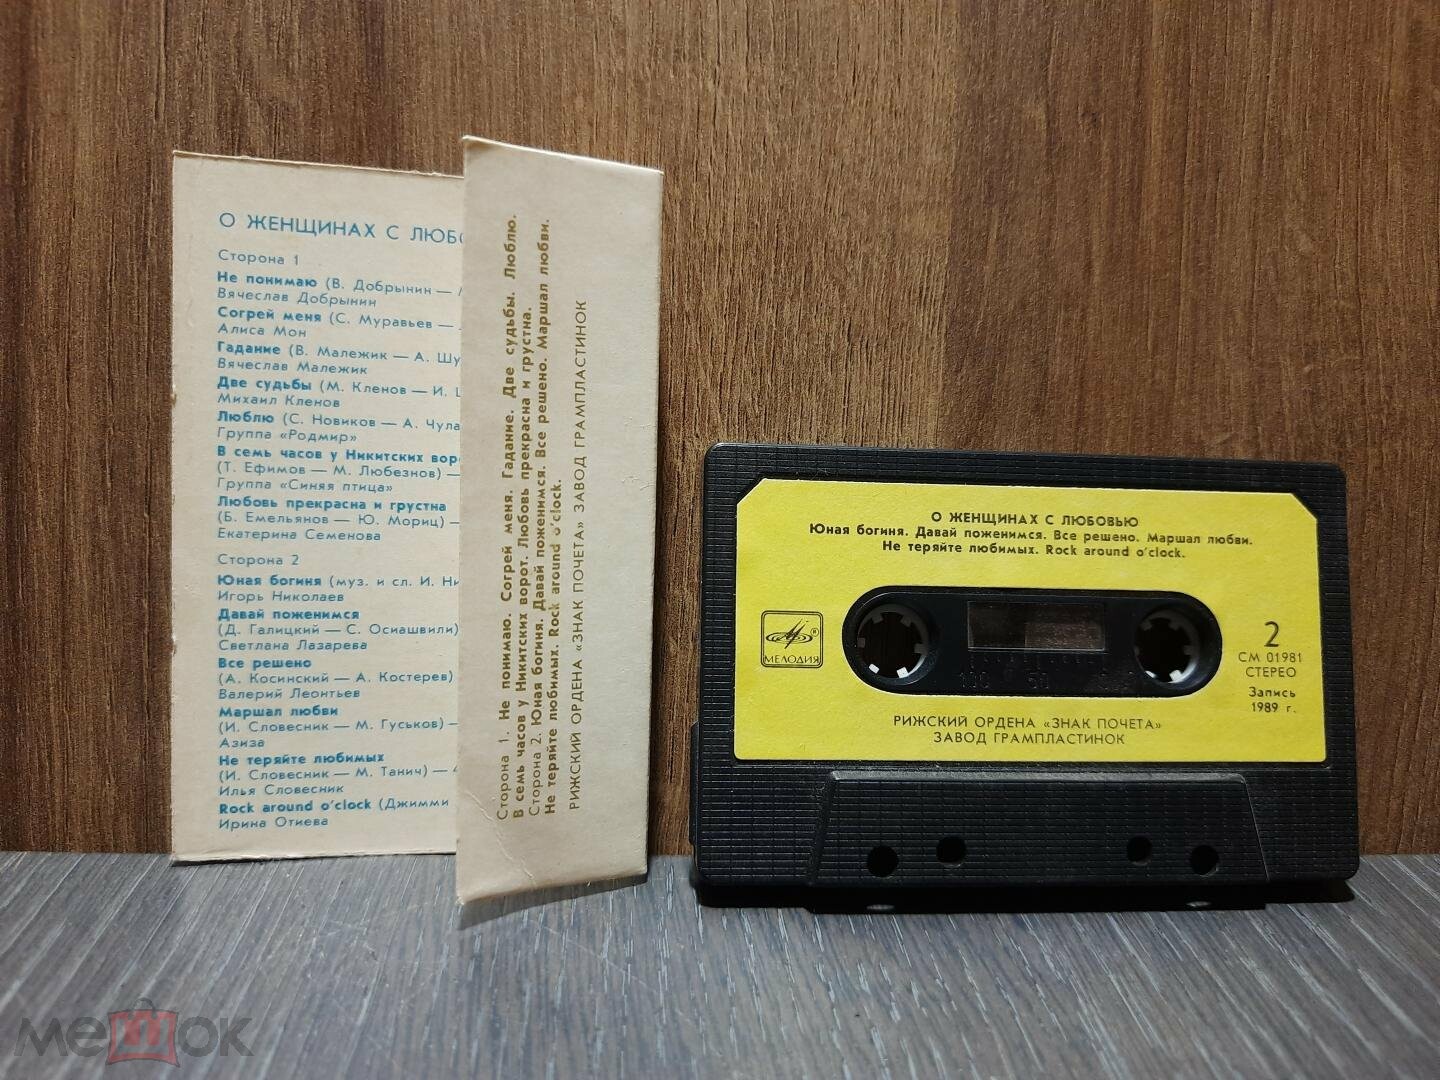 О ЖЕНЩИНАХ С
Сторона 1
Не понимаю (В. Добрынин —
Вячеслав Добрынин
Согрей меня (С. Муравьев —
Алиса Мон
Гадание (В. Малежик — А.
Вячеслав Малежик
Две судьбы (М. Кленов — И.
Михаил Кленов
Люблю (С. Новиков — А.
Группа «Родмир»
В семь часов у Никитских
(Т. Ефимов — М. Любезнов) —
Группа «Синяя птица»
Любовь прекрасна и грустна
(Б. Емельянов — Ю. Мориц) —
Екатерина Семенова
Сторона 2
Юная богиня (муз. и сл. И.
Игорь Николаев
Давай поженимся
(Д. Галицкий — С. Осиашвили)
Светлана Лазарева
Все решено
(А. Косинский — А. Костерев)
Валерий Леонтьев
Маршал любви
(И. Словесник — М. Гуськов) —
Азиза
Не теряйте любимых
(И. Словесник — М. Танич) —
Илья Словесник
Rock around o'clock (Джимми
Ирина Отиева
Сторона 1. Не понимаю. Согрей меня. Гадание. Две судьбы. Люблю.
В семь часов у Никитских ворот. Любовь прекрасна и грустна.
Сторона 2. Юная богиня. Давай поженимся. Все решено. Маршал любви.
Не теряйте любимых. Rock around o'clock.
РИЖСКИЙ ОРДЕНА «ЗНАК ПОЧЕТА» ЗАВОД ГРАМПЛАСТИНОК
О ЖЕНЩИНАХ С ЛЮБОВЬЮ
Юная богиня. Давай поженимся. Все решено. Маршал любви.
Не теряйте любимых. Rock around o'clock.
МЕЛОДИЯ
2
СМ 01981
СТЕРЕО
Запись
1989 г.
100 50 0
РИЖСКИЙ ОРДЕНА «ЗНАК ПОЧЕТА»
ЗАВОД ГРАМПЛАСТИНОК
мешок